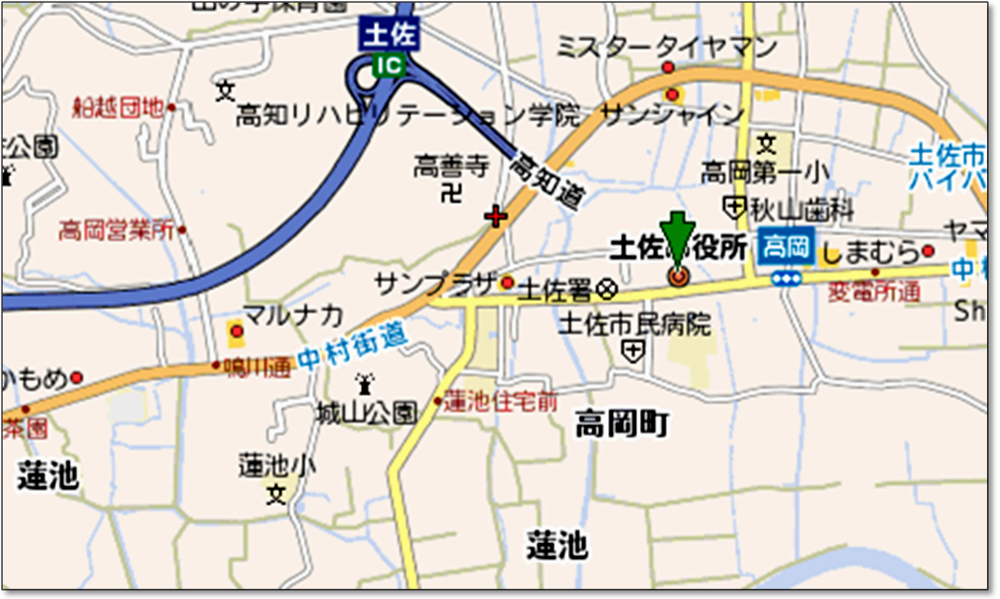 山の手保育園
土佐
IC
ミスタータイヤマン
船越団地
高知リハビリテーション学院
サンシャイン
公園
高善寺
高知道
高岡第一小
土佐市
バイパ
秋山歯科
高岡営業所
土佐市役所
高岡
しまむら
ヤマ
中村
サンプラザ
土佐署
変電所通
マルナカ
土佐市民病院
Sh
中村街道
鳴川通
かもめ
城山公園
蓮池住宅前
茶園
高岡町
蓮池小
蓮池
蓮池